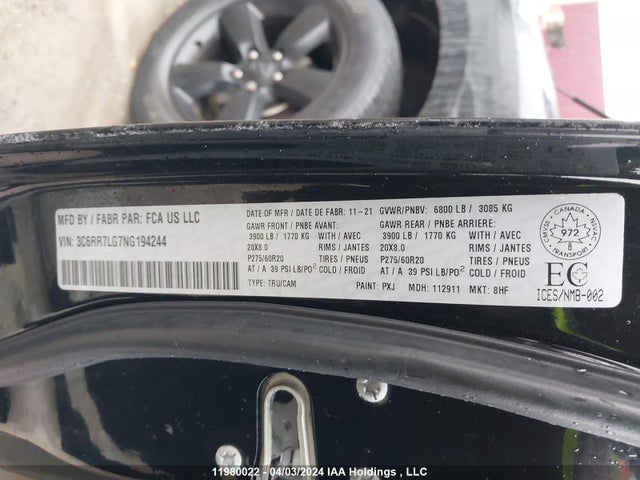 MFD BY / FABR PAR: FCA US LLC
VIN: 3C6RR7LG7NG194244
DATE OF MFR / DATE DE FABR: 11-21 GVWR/PNBV: 6800 LB / 3085 KG
GAWR FRONT / PNBE AVANT: GAWR REAR / PNBE ARRIERE:
3900 LB / 1770 KG WITH / AVEC 3900 LB / 1770 KG WITH / AVEC
20X8.0 RIMS / JANTES 20X8.0 RIMS / JANTES
P275/60R20 TIRES / PNEUS P275/60R20 TIRES / PNEUS
AT / A 39 PSI LB/PO² COLD / FROID AT / A 39 PSI LB/PO² COLD / FROID
TYPE: TRU/CAM PAINT: PXJ MDH: 112911 MKT: 8HF
CMVSS CANADA NSVAC
972
TRANSPORT
EC
ICES/NMB-002
11980022 - 04/03/2024 IAA Holdings , LLC